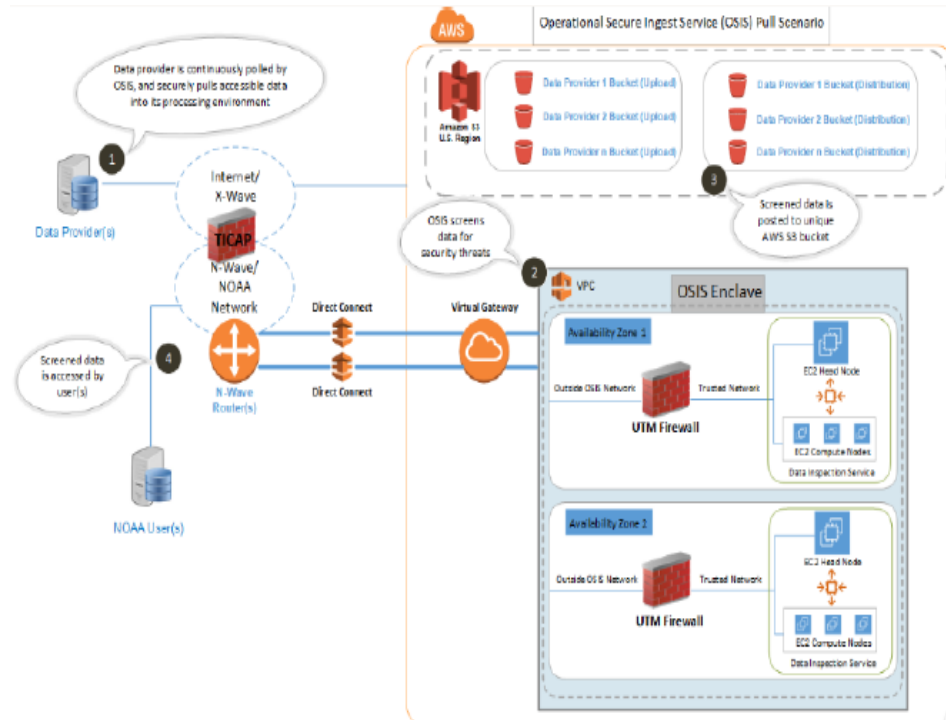 AWS
Operational Secure Ingest Service (OSIS) Pull Scenario
1
Data provider is continuously polled by
OSIS, and securely pulls accessible data
into its processing environment
Amazon S3
U.S. Region
Data Provider 1 Bucket (Upload)
Data Provider 2 Bucket (Upload)
Data Provider n Bucket (Upload)
Data Provider 1 Bucket (Distribution)
Data Provider 2 Bucket (Distribution)
Data Provider n Bucket (Distribution)
3
Screened data is
posted to unique
AWS S3 bucket
Data Provider(s)
Internet/
X-Wave
TICAP
N-Wave/
NOAA
Network
N-Wave
Router(s)
Direct Connect
Direct Connect
Virtual Gateway
OSIS screens
data for
security threats
2
4
Screened data
is accessed by
user(s)
NOAA User(s)
VPC
OSIS Enclave
Availability Zone 1
Outside OSIS Network
UTM Firewall
Trusted Network
EC2 Head Node
EC2 Compute Nodes
Data Inspection Service
Availability Zone 2
Outside OSIS Network
UTM Firewall
Trusted Network
EC2 Head Node
EC2 Compute Nodes
Data Inspection Service